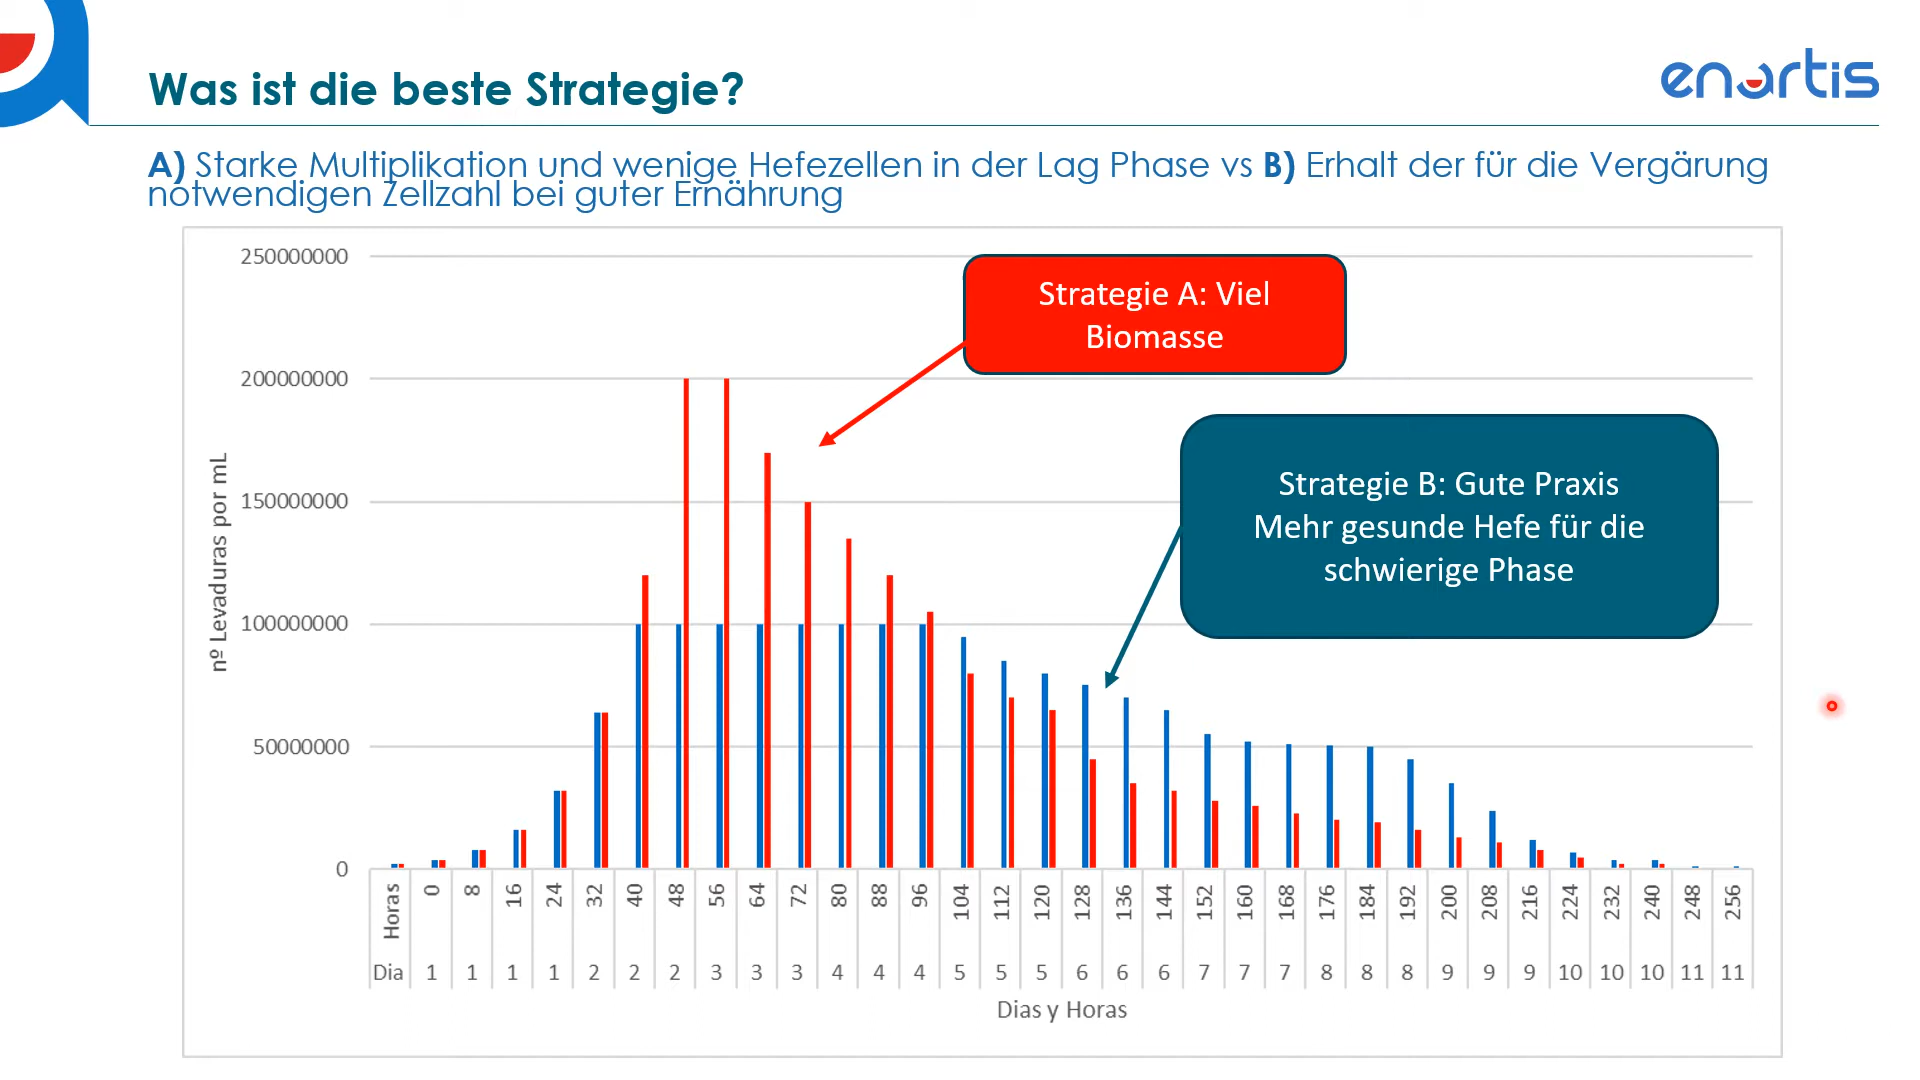 Was ist die beste Strategie?
enartis
A) Starke Multiplikation und wenige Hefezellen in der Lag Phase vs B) Erhalt der für die Vergärung
notwendigen Zellzahl bei guter Ernährung
250000000
200000000
150000000
100000000
50000000
0
nº Levaduras por mL
Strategie A: Viel
Biomasse
Strategie B: Gute Praxis
Mehr gesunde Hefe für die
schwierige Phase
Horas 0 8 16 24 32 40 48 56 64 72 80 88 96 104 112 120 128 136 144 152 160 168 176 184 192 200 208 216 224 232 240 248 256
Dia 1 1 1 1 2 2 2 3 3 3 4 4 4 5 5 5 6 6 6 7 7 7 8 8 8 9 9 9 10 10 10 11 11
Dias y Horas